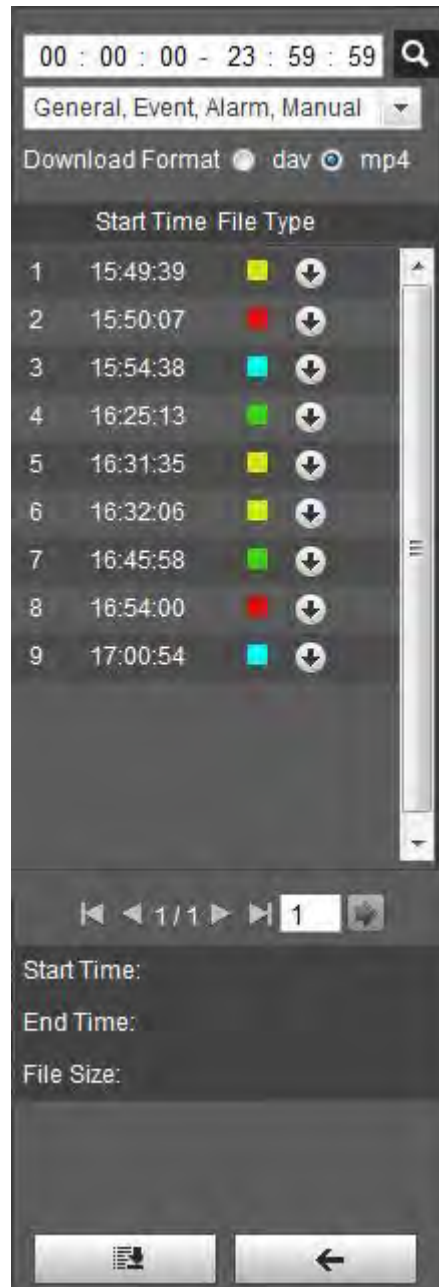 00 : 00 : 00 - 23 : 59 : 59
General, Event, Alarm, Manual
Download Format dav mp4
Start Time File Type
1 15:49:39
2 15:50:07
3 15:54:38
4 16:25:13
5 16:31:35
6 16:32:06
7 16:45:58
8 16:54:00
9 17:00:54
1 / 1 1
Start Time:
End Time:
File Size: